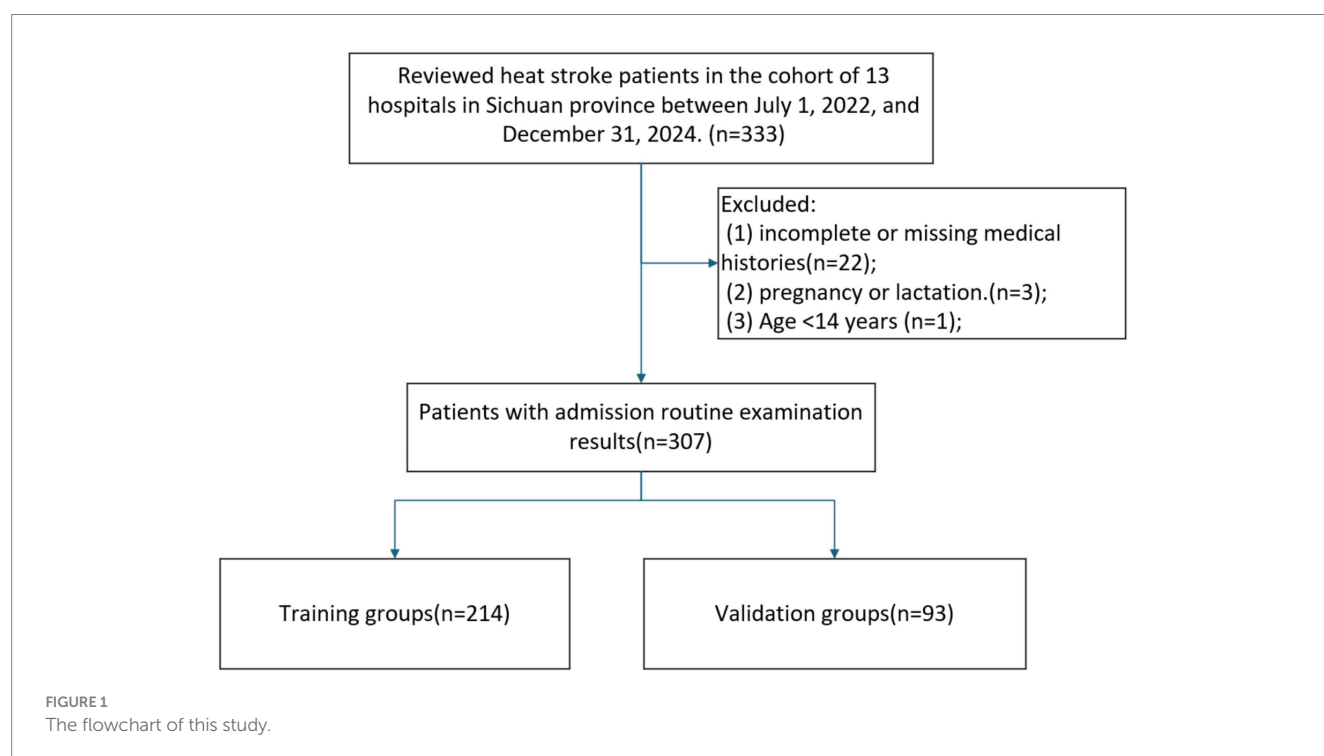 Reviewed heat stroke patients in the cohort of 13
hospitals in Sichuan province between July 1, 2022, and
December 31, 2024. (n=333)
Excluded:
(1) incomplete or missing medical
histories(n=22);
(2) pregnancy or lactation.(n=3);
(3) Age <14 years (n=1);
Patients with admission routine examination
results(n=307)
Training groups(n=214)
Validation groups(n=93)
FIGURE 1
The flowchart of this study.